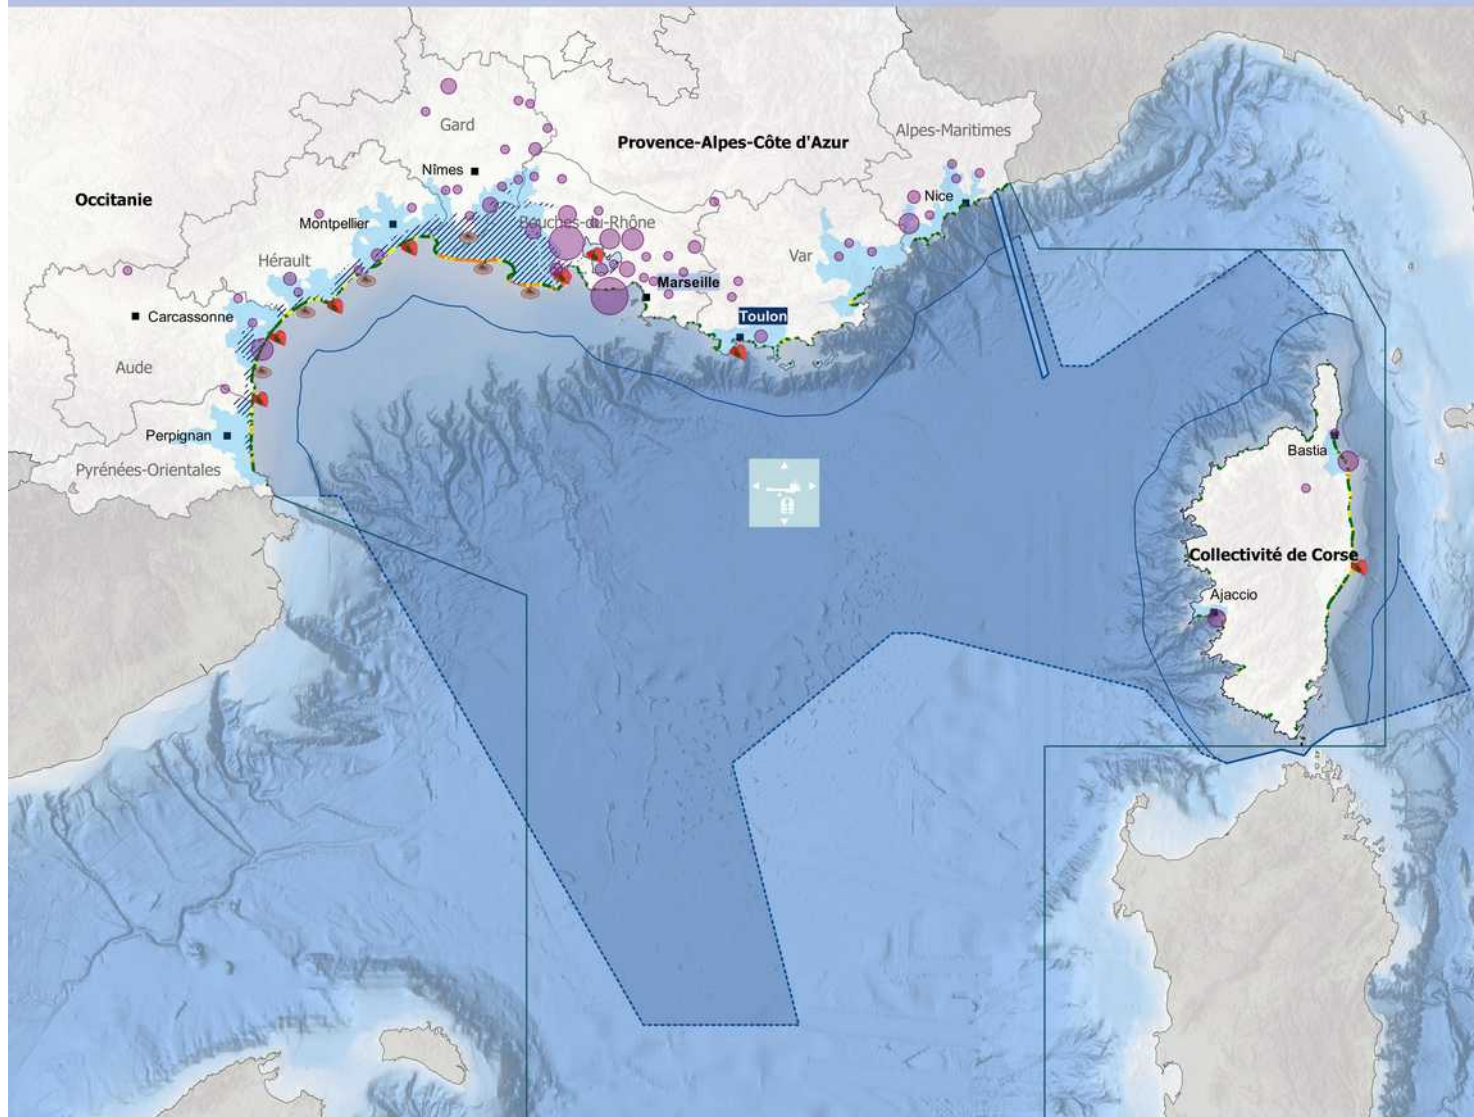 Gard
Alpes-Maritimes
Provence-Alpes-Côte d'Azur
Nîmes
Occitanie
Nice
Montpellier
Bouches-du-Rhône
Var
Hérault
Marseille
Carcassonne
Toulon
Aude
Perpignan
Bastia
Pyrénées-Orientales
Collectivité de Corse
Ajaccio